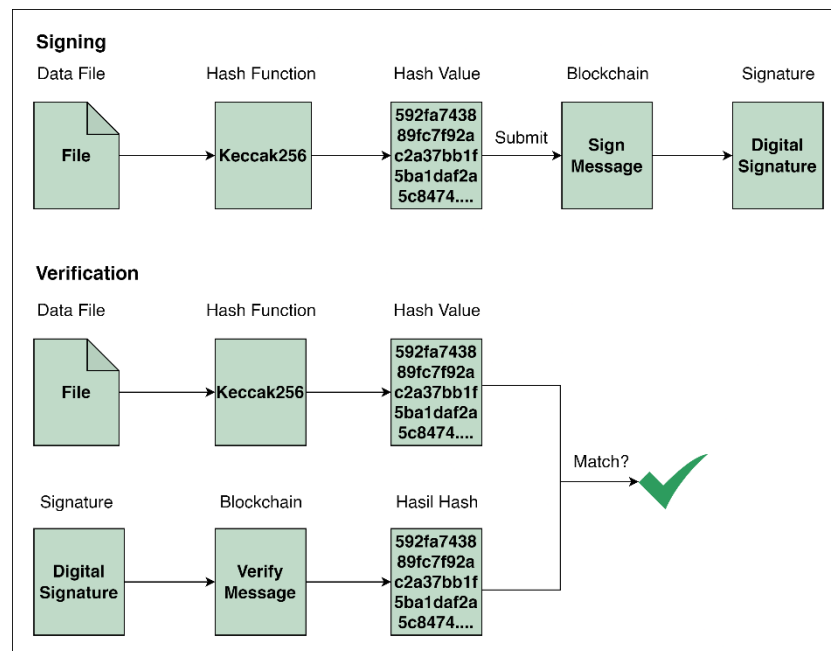 Signing
Data File
Hash Function
Hash Value
Blockchain
Signature
File
Keccak256
592fa7438
89fc7f92a
c2a37bb1f
5ba1daf2a
5c8474....
Submit
Sign
Message
Digital
Signature
Verification
Data File
Hash Function
Hash Value
File
Keccak256
592fa7438
89fc7f92a
c2a37bb1f
5ba1daf2a
5c8474....
Match?
Signature
Blockchain
Hasil Hash
Digital
Signature
Verify
Message
592fa7438
89fc7f92a
c2a37bb1f
5ba1daf2a
5c8474....